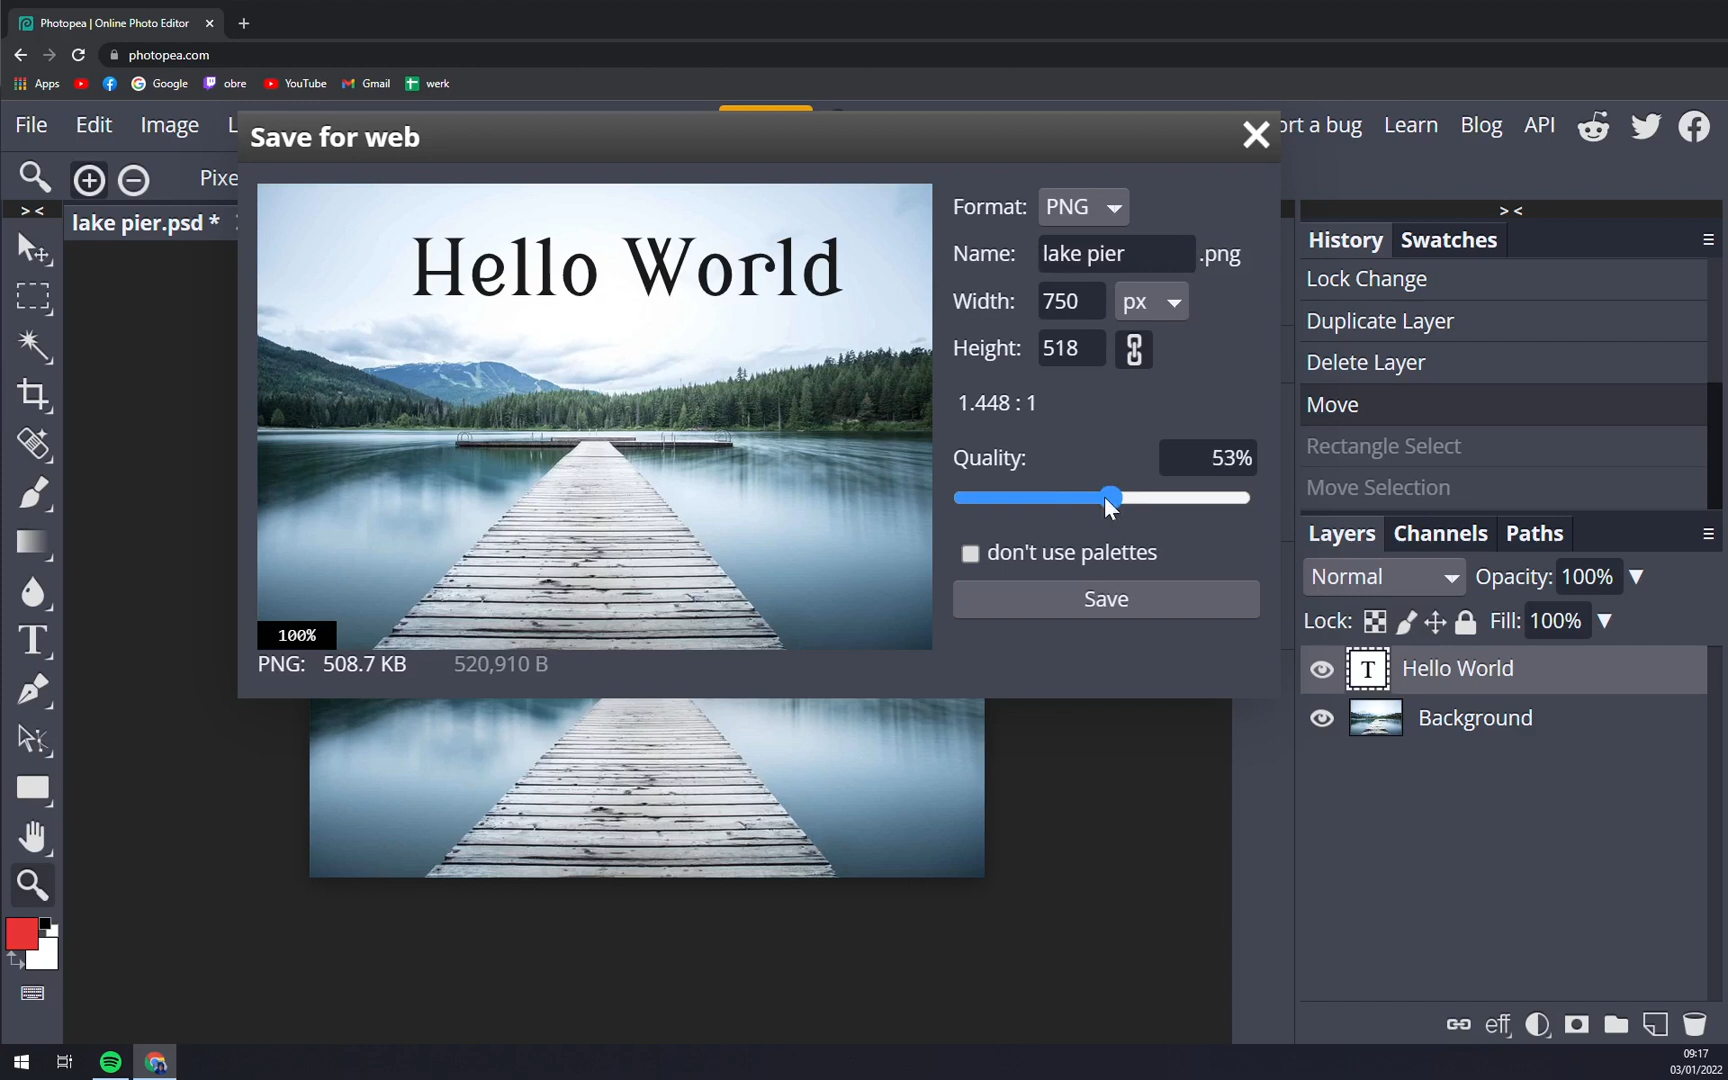 Photopea | Online Photo Editor
photopea.com
Apps
Google
obre
YouTube
Gmail
werk
File Edit Image L
Save for web
ort a bug Learn Blog API
Pixe
lake pier.psd *
Hello World
100%
PNG: 508.7 KB 520,910 B
Format: PNG
Name: lake pier .png
Width: 750 px
Height: 518
1.448 : 1
Quality: 53%
don't use palettes
Save
> <
> <
History Swatches
Lock Change
Duplicate Layer
Delete Layer
Move
Rectangle Select
Move Selection
Layers Channels Paths
Normal Opacity: 100%
Lock: Fill: 100%
T Hello World
Background
T
eff
09:17
03/01/2022